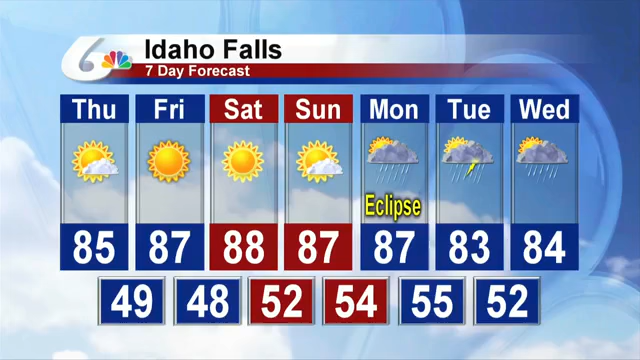 6 Idaho Falls
7 Day Forecast
Thu Fri Sat Sun Mon Tue Wed
Eclipse
85 87 88 87 87 83 84
49 48 52 54 55 52